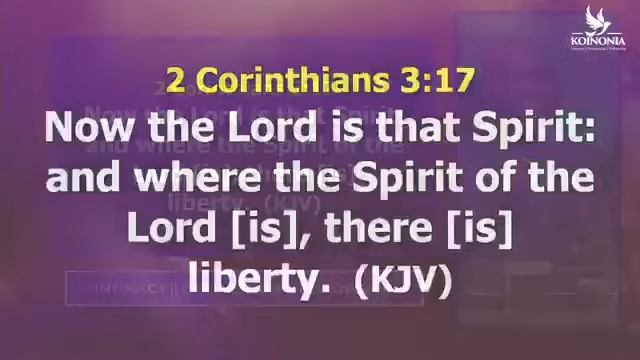 KOINONIA
2 Corinthians 3:17
Now the Lord is that Spirit:
and where the Spirit of the
Lord [is], there [is]
liberty. (KJV)